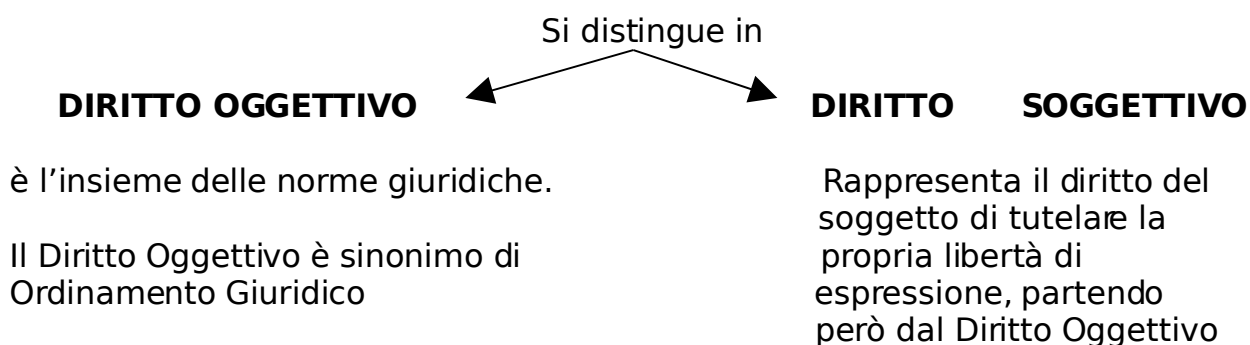 Si distingue in
DIRITTO OGGETTIVO
DIRITTO SOGGETTIVO
è l'insieme delle norme giuridiche.
Il Diritto Oggettivo è sinonimo di
Ordinamento Giuridico
Rappresenta il diritto del
soggetto di tutelare la
propria libertà di
espressione, partendo
però dal Diritto Oggettivo